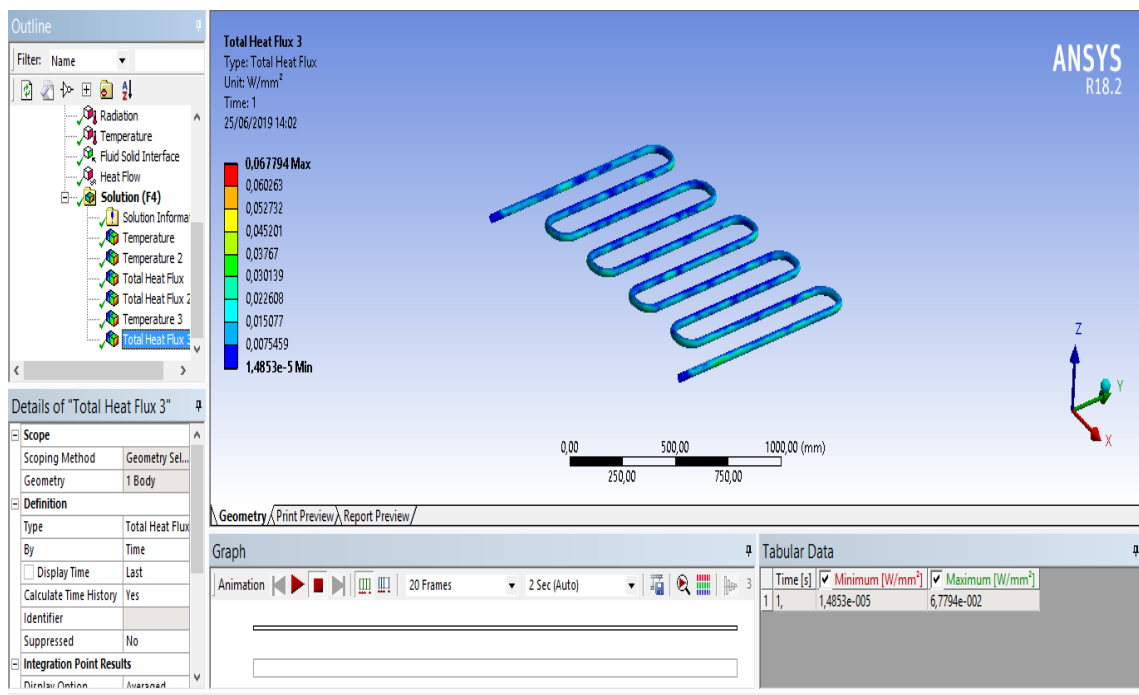 Outline
Filter: Name
Radiation
Temperature
Fluid Solid Interface
Heat Flow
Solution (F4)
Solution Informa
Temperature
Temperature 2
Total Heat Flux
Total Heat Flux 2
Temperature 3
Total Heat Flux 3
Details of "Total Heat Flux 3"
Scope
Scoping Method Geometry Sel...
Geometry 1 Body
Definition
Type Total Heat Flux
By Time
Display Time Last
Calculate Time History Yes
Identifier
Suppressed No
Integration Point Results
Display Option Averaged
Total Heat Flux 3
Type: Total Heat Flux
Unit: W/mm²
Time: 1
25/06/2019 14:02
0,067794 Max
0,060263
0,052732
0,045201
0,03767
0,030139
0,022608
0,015077
0,0075459
1,4853e-5 Min
ANSYS
R18.2
Z
Y
X
0,00 500,00 1000,00 (mm)
250,00 750,00
Geometry Print Preview Report Preview
Graph
Animation 20 Frames 2 Sec (Auto) 3
Tabular Data
Time [s] Minimum [W/mm²] Maximum [W/mm²]
1 1, 1,4853e-005 6,7794e-002